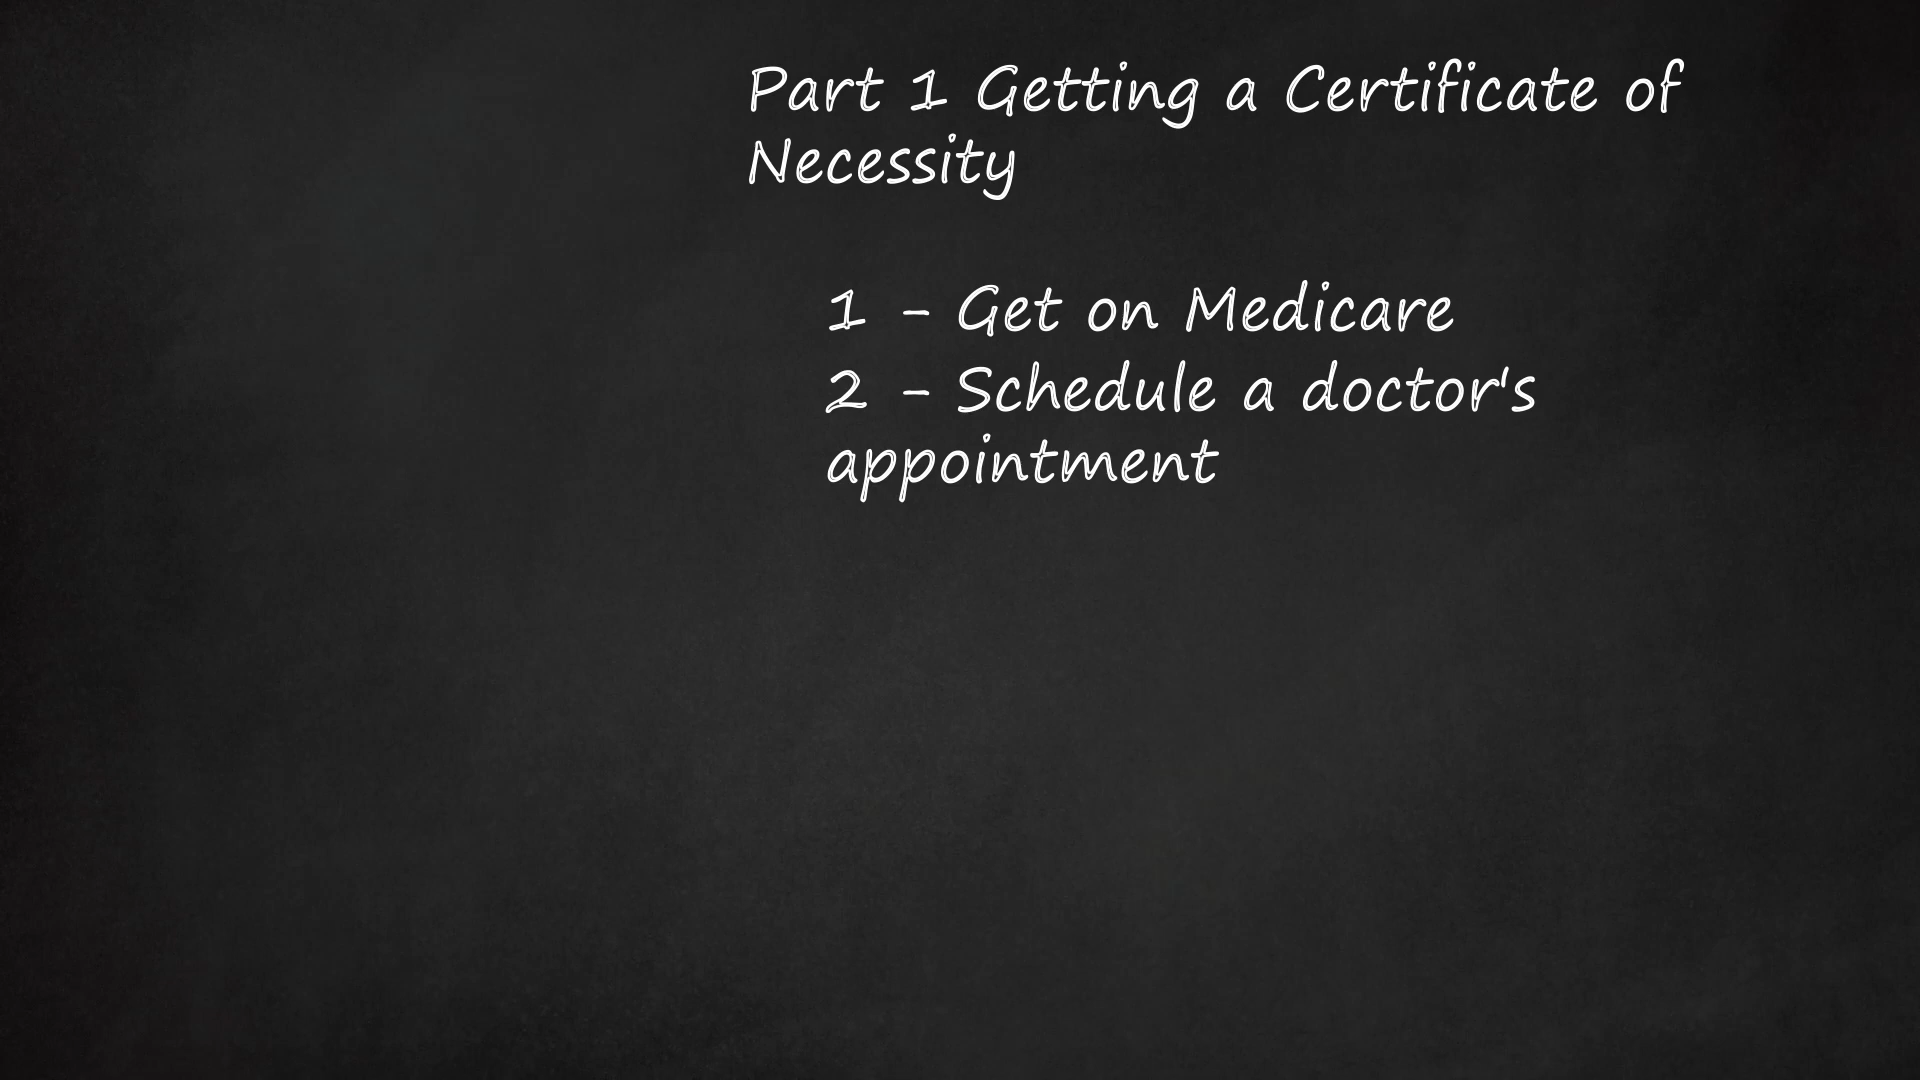 Part 1 Getting a Certificate of
Necessity
1 - Get on Medicare
2 - Schedule a doctor's
appointment